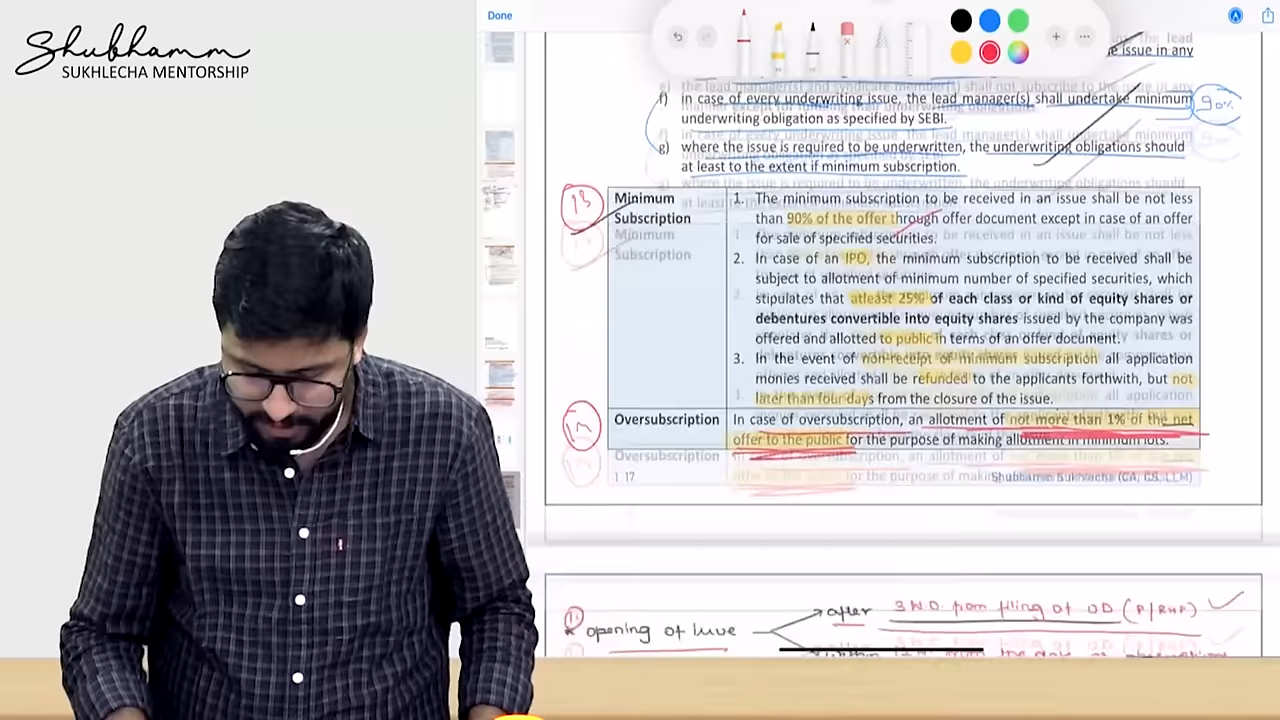 Shubhamm
SUKHLECHA MENTORSHIP
Done
the lead
e issue in any
f) in case of every underwriting issue, the lead manager(s) shall undertake minimum
underwriting obligation as specified by SEBI.
90%
g) where the issue is required to be underwritten, the underwriting obligations should
at least to the extent if minimum subscription.
Minimum
Subscription
1. The minimum subscription to be received in an issue shall be not less
than 90% of the offer through offer document except in case of an offer
for sale of specified securities.
2. In case of an IPO, the minimum subscription to be received shall be
subject to allotment of minimum number of specified securities, which
stipulates that atleast 25% of each class or kind of equity shares or
debentures convertible into equity shares issued by the company was
offered and allotted to public in terms of an offer document.
3. In the event of non-receipt of minimum subscription all application
monies received shall be refunded to the applicants forthwith, but not
later than four days from the closure of the issue.
Oversubscription
In case of oversubscription, an allotment of not more than 1% of the net
offer to the public for the purpose of making allotment in minimum lots.
1.17
Shubhamm Sukhlecha (CA, CS, LLM)
opening of Issue
after 3 W.D. from filing of OD (P/RHP)